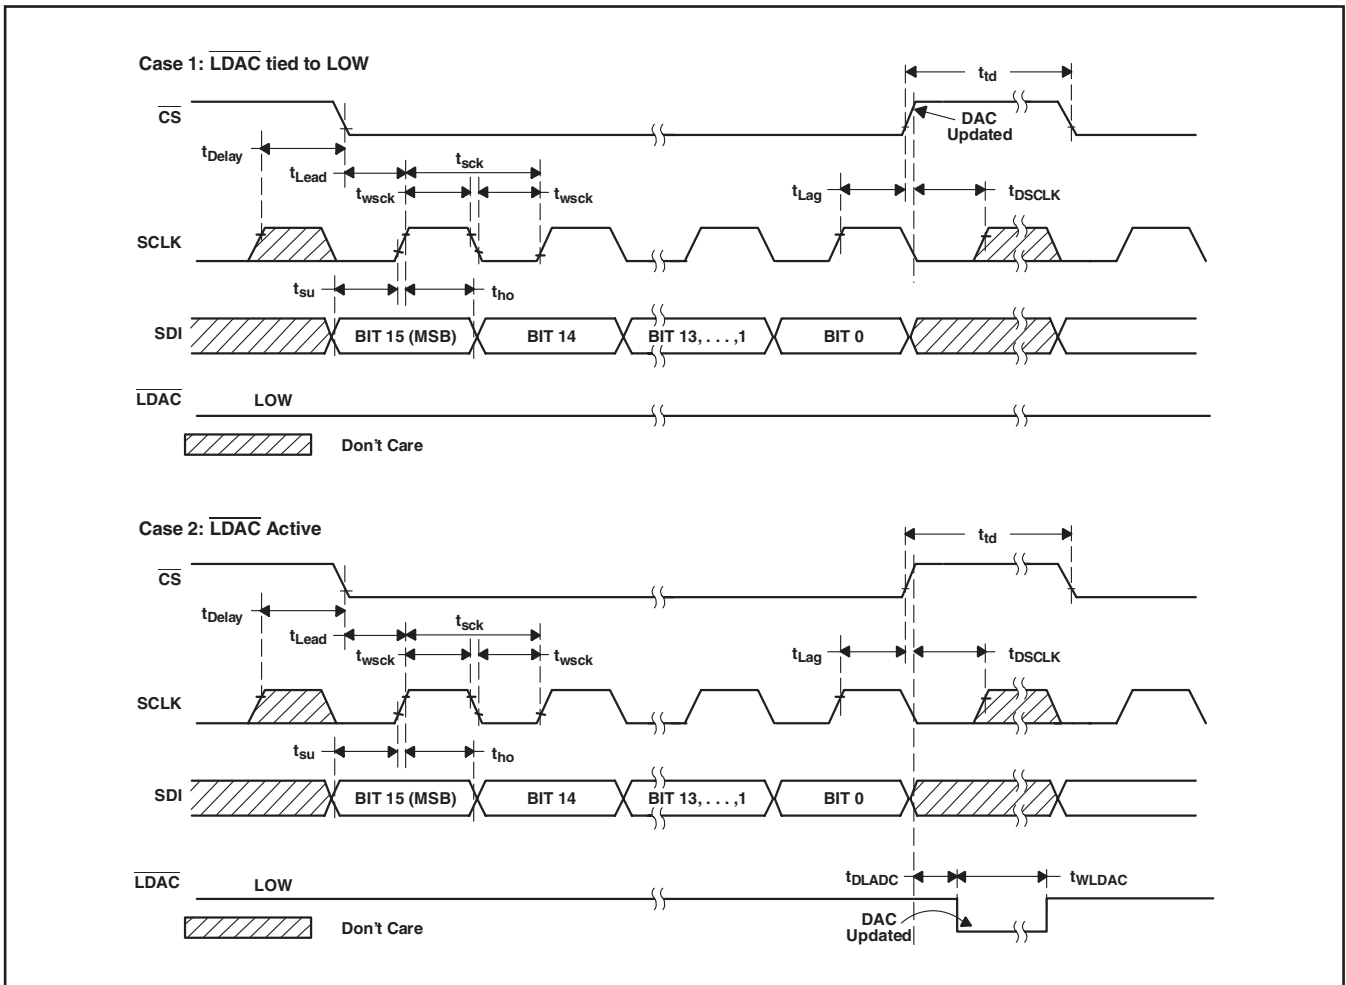 Case 1: LDAC tied to LOW
t_td
CS
DAC
Updated
t_Delay
t_Lead
t_sck
t_wsck
t_wsck
t_Lag
t_DSCLK
SCLK
t_su
t_ho
SDI
BIT 15 (MSB)
BIT 14
BIT 13, . . . ,1
BIT 0
LDAC
LOW
Don't Care
Case 2: LDAC Active
t_td
CS
t_Delay
t_Lead
t_sck
t_wsck
t_wsck
t_Lag
t_DSCLK
SCLK
t_su
t_ho
SDI
BIT 15 (MSB)
BIT 14
BIT 13, . . . ,1
BIT 0
LDAC
LOW
t_DLADC
t_WLDAC
DAC
Updated
Don't Care